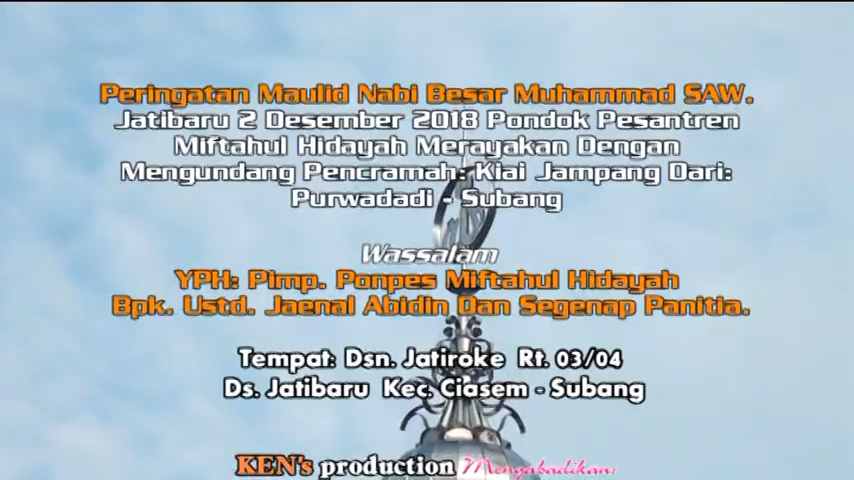 Peringatan Maulid Nabi Besar Muhammad SAW.
Jatibaru 2 Desember 2018 Pondok Pesantren
Miftahul Hidayah Merayakan Dengan
Mengundang Pencramah: Kiai Jampang Dari:
Purwadadi - Subang
Wassalam
YPH: Pimp. Ponpes Miftahul Hidayah
Bpk. Ustd. Jaenal Abidin Dan Segenap Panitia.
Tempat: Dsn. Jatiroke Rt. 03/04
Ds. Jatibaru Kec. Ciasem - Subang
KEN's production Menyabadikan: